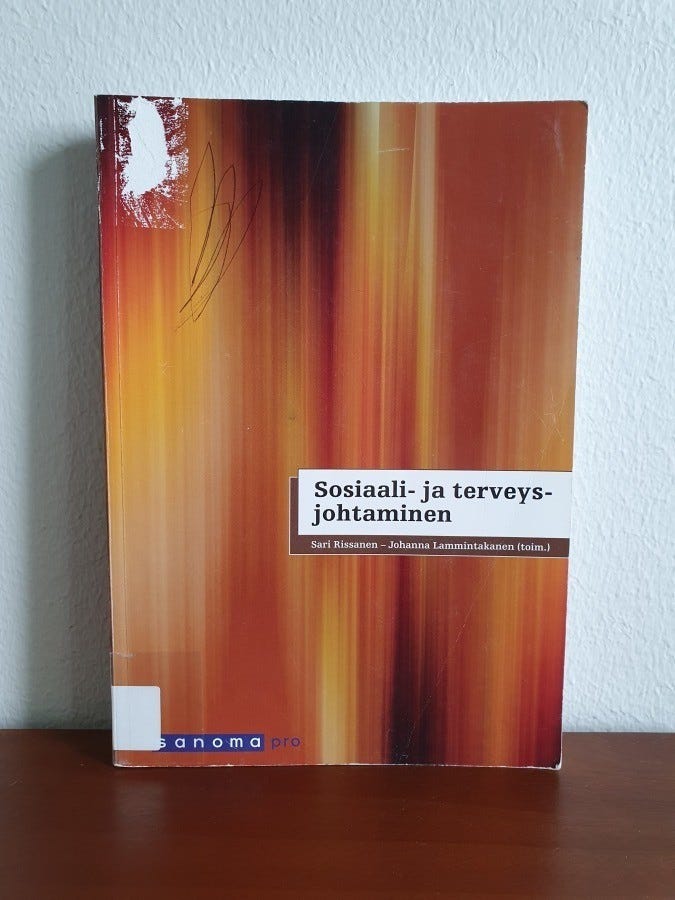 Sosiaali- ja terveys-
johtaminen
Sari Rissanen – Johanna Lammintakanen (toim.)
sanoma pro